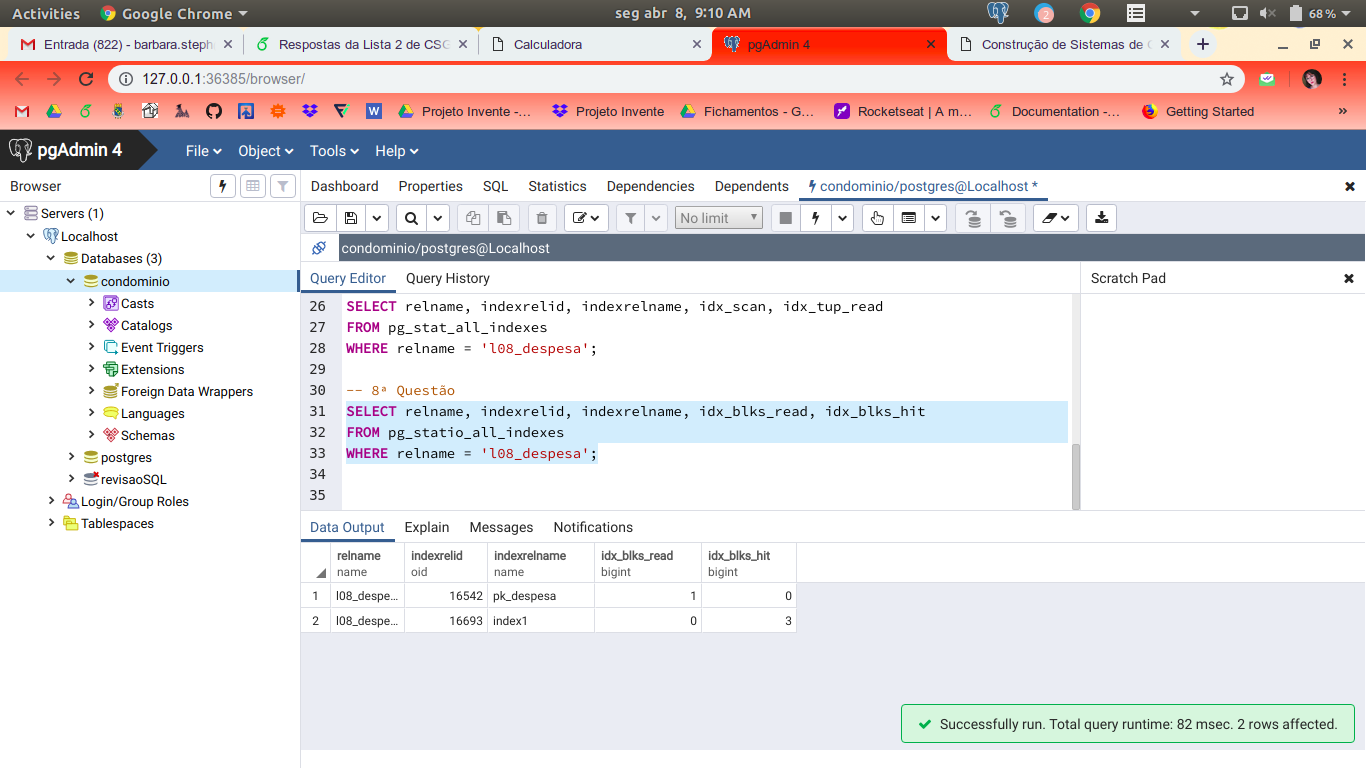 Activities
Google Chrome
seg abr 8, 9:10 AM
2
68%
Entrada (822) - barbara.steph
Respostas da Lista 2 de CSG
Calculadora
pgAdmin 4
Construção de Sistemas de
127.0.0.1:36385/browser/
Projeto Invente -...
Projeto Invente
Fichamentos - G...
Rocketseat | A m...
Documentation -...
Getting Started
»
pgAdmin 4
File
Object
Tools
Help
Browser
Dashboard
Properties
SQL
Statistics
Dependencies
Dependents
condominio/postgres@Localhost *
Servers (1)
Localhost
Databases (3)
condominio
Casts
Catalogs
Event Triggers
Extensions
Foreign Data Wrappers
Languages
Schemas
postgres
revisaoSQL
Login/Group Roles
Tablespaces
No limit
condominio/postgres@Localhost
Query Editor
Query History
Scratch Pad
26 SELECT relname, indexrelid, indexrelname, idx_scan, idx_tup_read
27 FROM pg_stat_all_indexes
28 WHERE relname = 'l08_despesa';
29
30 -- 8ª Questão
31 SELECT relname, indexrelid, indexrelname, idx_blks_read, idx_blks_hit
32 FROM pg_statio_all_indexes
33 WHERE relname = 'l08_despesa';
34
35
Data Output
Explain
Messages
Notifications
relname indexrelid indexrelname idx_blks_read idx_blks_hit
name oid name bigint bigint
1 l08_despe... 16542 pk_despesa 1 0
2 l08_despe... 16693 index1 0 3
Successfully run. Total query runtime: 82 msec. 2 rows affected.